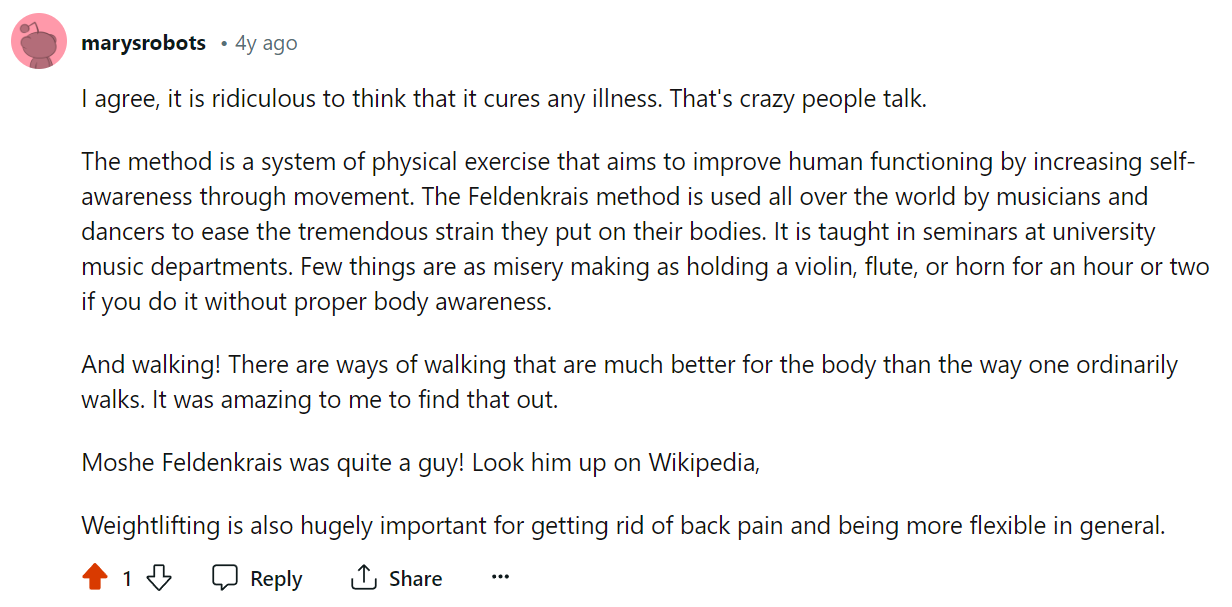 marysrobots • 4y ago
I agree, it is ridiculous to think that it cures any illness. That's crazy people talk.
The method is a system of physical exercise that aims to improve human functioning by increasing self-
awareness through movement. The Feldenkrais method is used all over the world by musicians and
dancers to ease the tremendous strain they put on their bodies. It is taught in seminars at university
music departments. Few things are as misery making as holding a violin, flute, or horn for an hour or two
if you do it without proper body awareness.
And walking! There are ways of walking that are much better for the body than the way one ordinarily
walks. It was amazing to me to find that out.
Moshe Feldenkrais was quite a guy! Look him up on Wikipedia,
Weightlifting is also hugely important for getting rid of back pain and being more flexible in general.
1 Reply Share ...